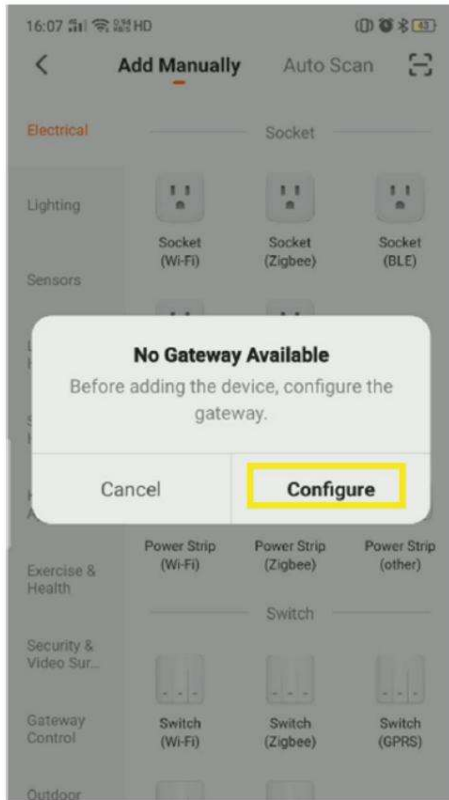 16:07 HD 43
Add Manually Auto Scan
Electrical
Socket
Lighting
Socket Socket Socket
(Wi-Fi) (Zigbee) (BLE)
Sensors
No Gateway Available
Before adding the device, configure the
gateway.
Cancel Configure
Power Strip Power Strip Power Strip
(Wi-Fi) (Zigbee) (other)
Exercise &
Health
Switch
Security &
Video Sur...
Gateway
Control
Switch Switch Switch
(Wi-Fi) (Zigbee) (GPRS)
Outdoor